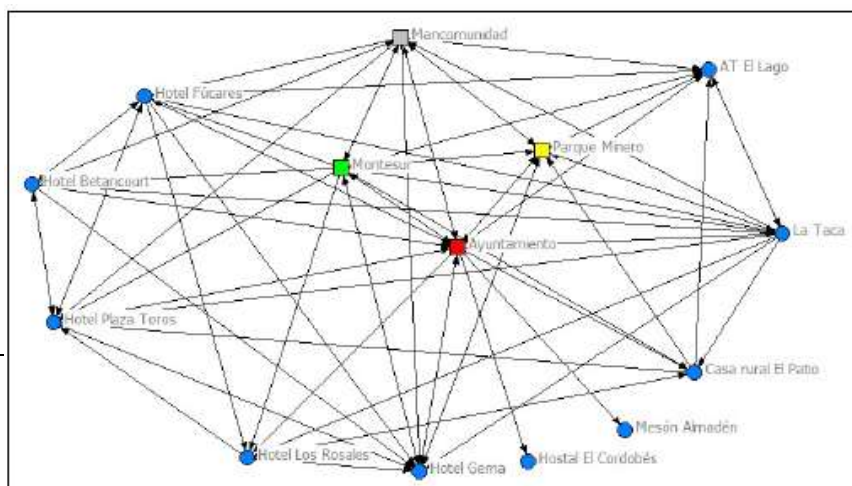 Mancomunidad
AT El Lago
Hotel Fúcares
Parque Minero
Montesur
Hotel Betancourt
La Taca
Ayuntamiento
Hotel Plaza Toros
Casa rural El Patio
Mesón Almadén
Hotel Los Rosales
Hostal El Cordobés
Hotel Gema